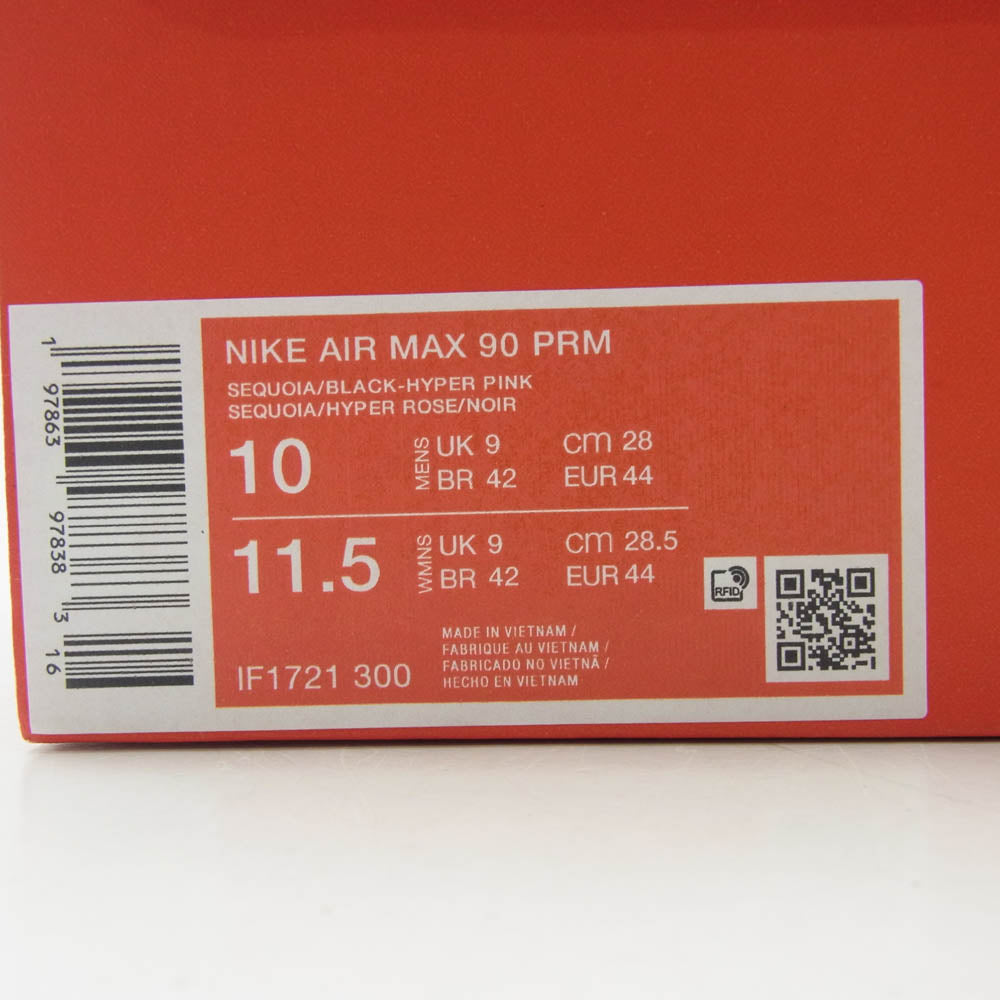 NIKE AIR MAX 90 PRM
SEQUOIA/BLACK-HYPER PINK
SEQUOIA/HYPER ROSE/NOIR
10 MENS UK 9 cm 28
BR 42 EUR 44
11.5 WMNS UK 9 cm 28.5
BR 42 EUR 44
RFID
IF1721 300
MADE IN VIETNAM /
FABRIQUE AU VIETNAM /
FABRICADO NO VIETNÃ /
HECHO EN VIETNAM
1 97863 97838 3 16